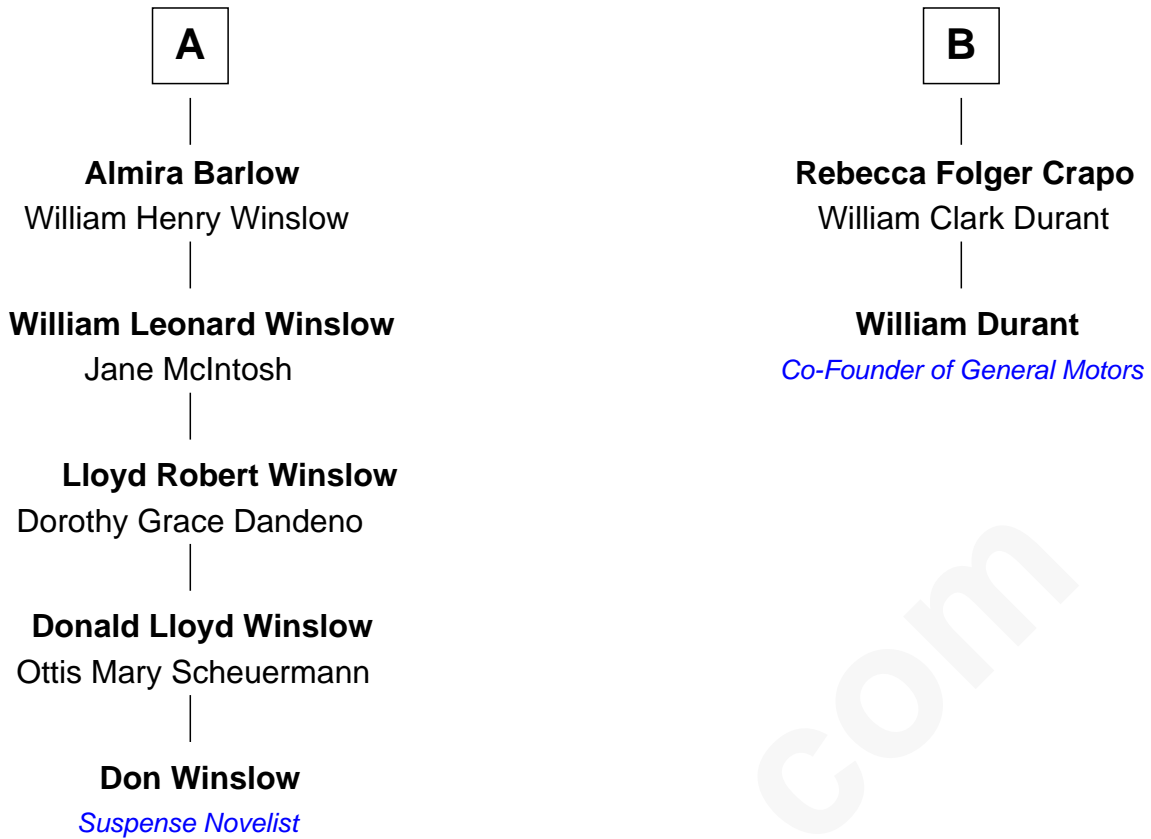 A
Almira Barlow
William Henry Winslow
William Leonard Winslow
Jane McIntosh
Lloyd Robert Winslow
Dorothy Grace Dandeno
Donald Lloyd Winslow
Ottis Mary Scheuermann
Don Winslow
Suspense Novelist
B
Rebecca Folger Crapo
William Clark Durant
William Durant
Co-Founder of General Motors
com